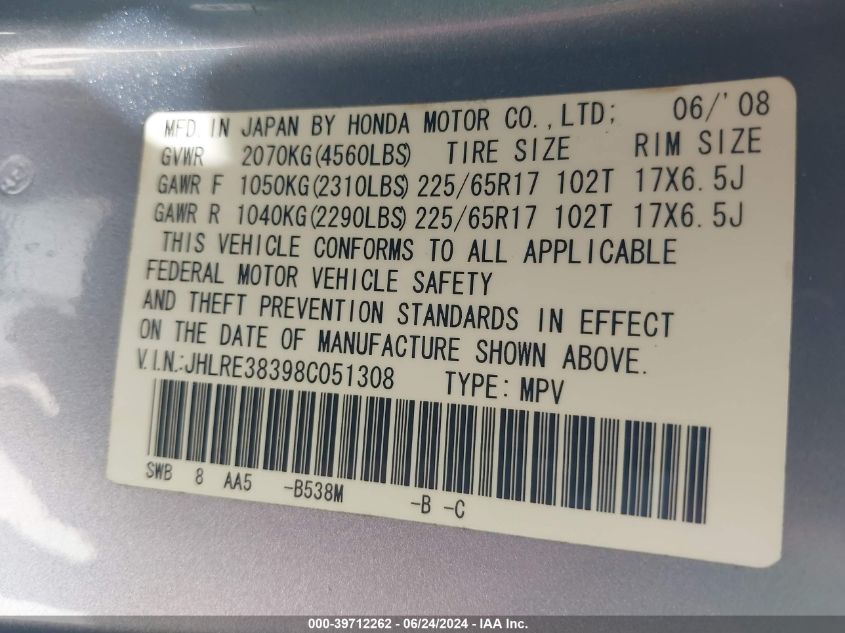 MFD. IN JAPAN BY HONDA MOTOR CO.,LTD; 06/'08
GVWR 2070KG(4560LBS) TIRE SIZE RIM SIZE
GAWR F 1050KG(2310LBS) 225/65R17 102T 17X6.5J
GAWR R 1040KG(2290LBS) 225/65R17 102T 17X6.5J
THIS VEHICLE CONFORMS TO ALL APPLICABLE
FEDERAL MOTOR VEHICLE SAFETY
AND THEFT PREVENTION STANDARDS IN EFFECT
ON THE DATE OF MANUFACTURE SHOWN ABOVE.
V.I.N.:JHLRE38398C051308 TYPE: MPV
SWB 8 AA5 -B538M -B -C
000-39712262 - 06/24/2024 - IAA Inc.